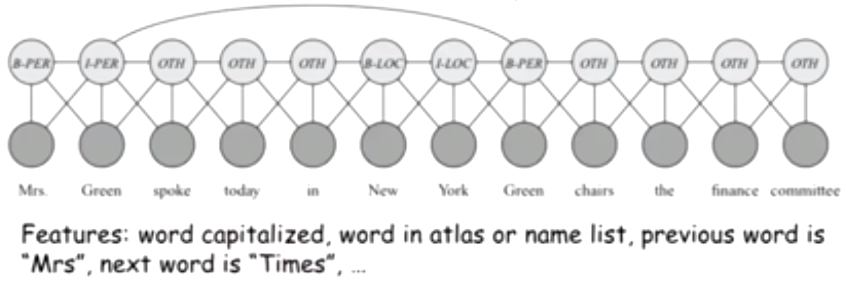 B-PER I-PER OTH OTH OTH B-LOC I-LOC B-PER OTH OTH OTH OTH
Mrs. Green spoke today in New York Green chairs the finance committee
Features: word capitalized, word in atlas or name list, previous word is
"Mrs", next word is "Times", ...